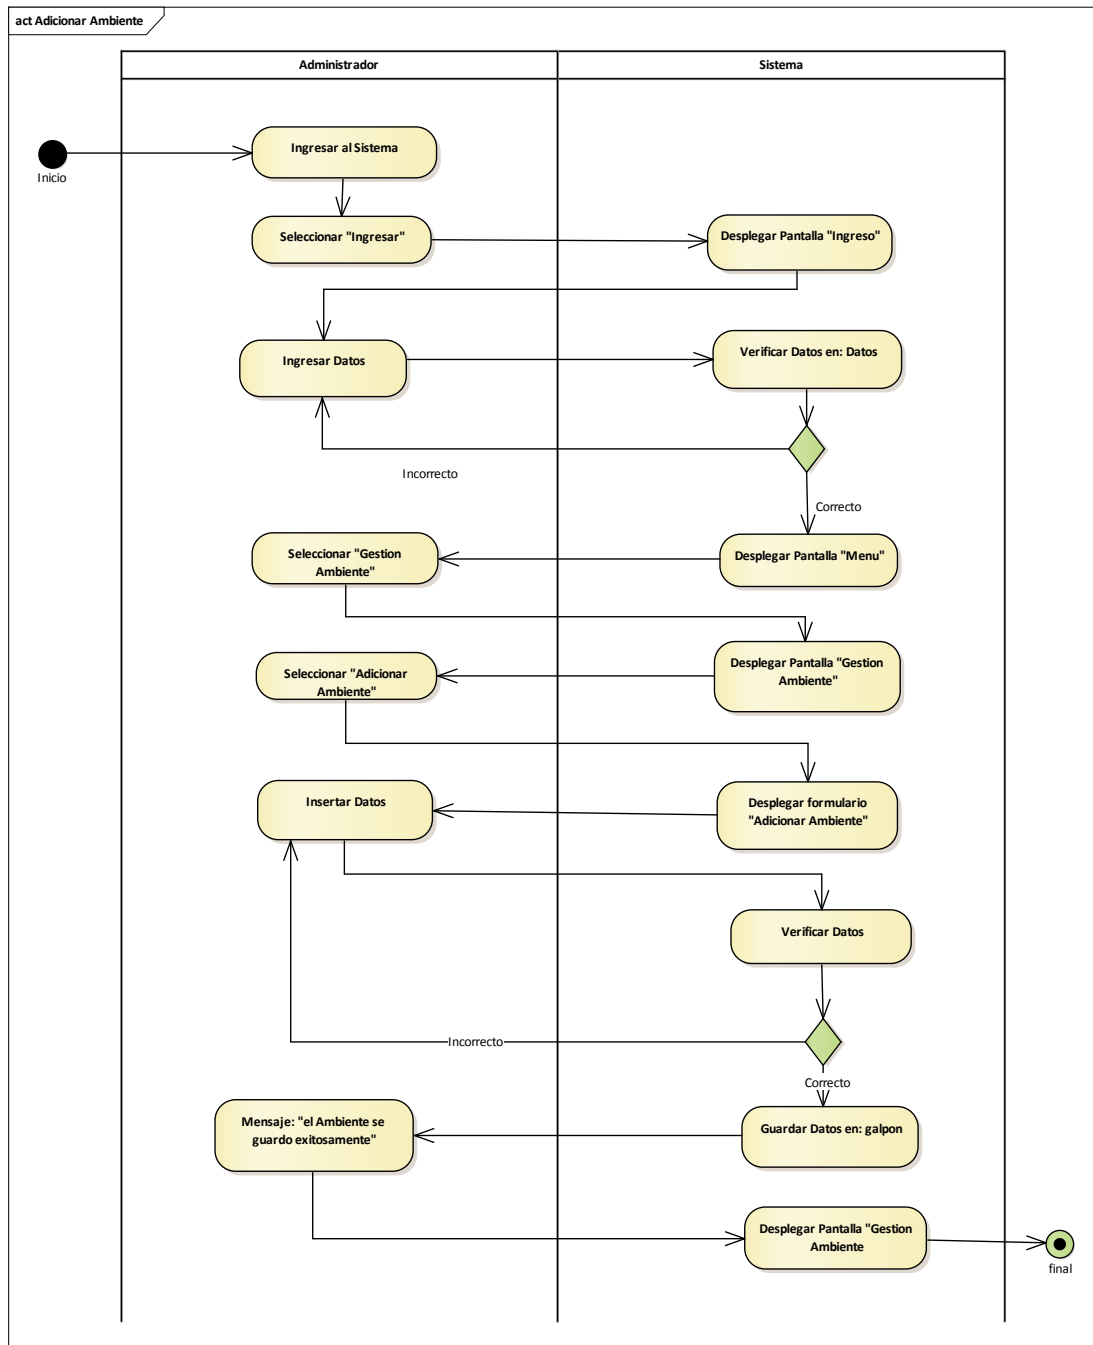 act Adicionar Ambiente
Administrador
Sistema
Inicio
Ingresar al Sistema
Seleccionar "Ingresar"
Desplegar Pantalla "Ingreso"
Ingresar Datos
Verificar Datos en: Datos
Incorrecto
Correcto
Seleccionar "Gestion
Ambiente"
Desplegar Pantalla "Menu"
Desplegar Pantalla "Gestion
Ambiente"
Seleccionar "Adicionar
Ambiente"
Insertar Datos
Desplegar formulario
"Adicionar Ambiente"
Verificar Datos
Incorrecto
Correcto
Mensaje: "el Ambiente se
guardo exitosamente"
Guardar Datos en: galpon
Desplegar Pantalla "Gestion
Ambiente
final